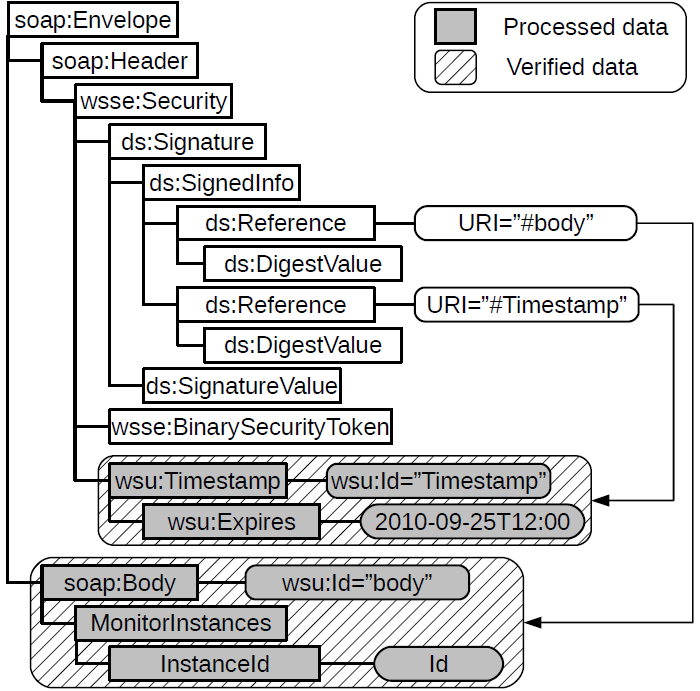 soap:Envelope
Processed data
soap:Header
Verified data
wsse:Security
ds:Signature
ds:SignedInfo
ds:Reference
URI=”#body”
ds:DigestValue
ds:Reference
URI=”#Timestamp”
ds:DigestValue
ds:SignatureValue
wsse:BinarySecurityToken
wsu:Timestamp
wsu:Id=”Timestamp”
wsu:Expires
2010-09-25T12:00
soap:Body
wsu:Id=”body”
MonitorInstances
InstanceId
Id